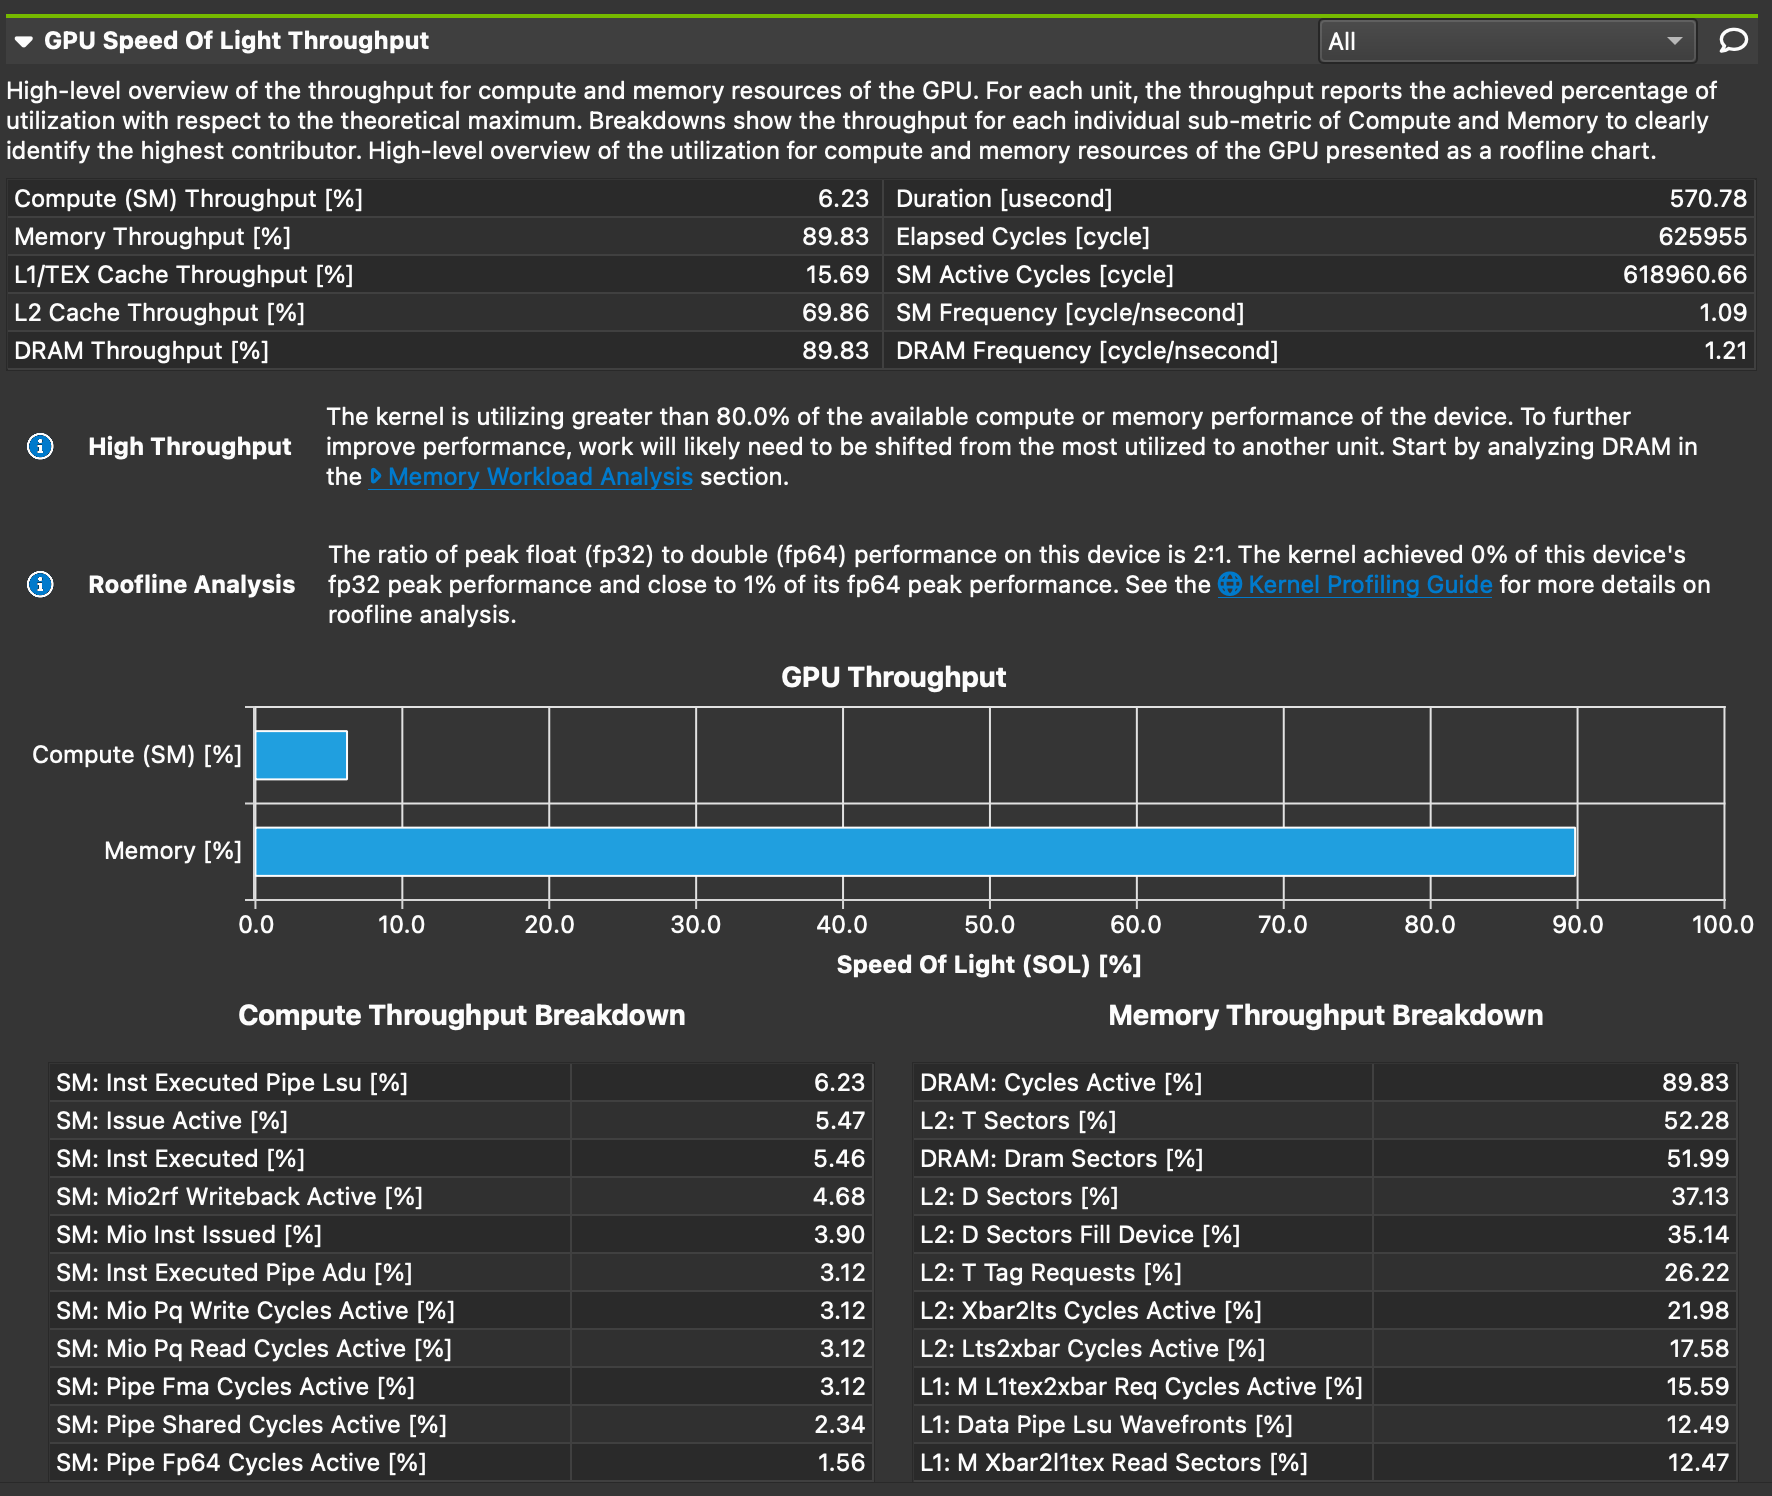 GPU Speed Of Light Throughput
All
High-level overview of the throughput for compute and memory resources of the GPU. For each unit, the throughput reports the achieved percentage of
utilization with respect to the theoretical maximum. Breakdowns show the throughput for each individual sub-metric of Compute and Memory to clearly
identify the highest contributor. High-level overview of the utilization for compute and memory resources of the GPU presented as a roofline chart.
Compute (SM) Throughput [%] 6.23 Duration [usecond] 570.78
Memory Throughput [%] 89.83 Elapsed Cycles [cycle] 625955
L1/TEX Cache Throughput [%] 15.69 SM Active Cycles [cycle] 618960.66
L2 Cache Throughput [%] 69.86 SM Frequency [cycle/nsecond] 1.09
DRAM Throughput [%] 89.83 DRAM Frequency [cycle/nsecond] 1.21
High Throughput
The kernel is utilizing greater than 80.0% of the available compute or memory performance of the device. To further
improve performance, work will likely need to be shifted from the most utilized to another unit. Start by analyzing DRAM in
the Memory Workload Analysis section.
Roofline Analysis
The ratio of peak float (fp32) to double (fp64) performance on this device is 2:1. The kernel achieved 0% of this device's
fp32 peak performance and close to 1% of its fp64 peak performance. See the Kernel Profiling Guide for more details on
roofline analysis.
GPU Throughput
Compute (SM) [%]
Memory [%]
0.0 10.0 20.0 30.0 40.0 50.0 60.0 70.0 80.0 90.0 100.0
Speed Of Light (SOL) [%]
Compute Throughput Breakdown
SM: Inst Executed Pipe Lsu [%] 6.23
SM: Issue Active [%] 5.47
SM: Inst Executed [%] 5.46
SM: Mio2rf Writeback Active [%] 4.68
SM: Mio Inst Issued [%] 3.90
SM: Inst Executed Pipe Adu [%] 3.12
SM: Mio Pq Write Cycles Active [%] 3.12
SM: Mio Pq Read Cycles Active [%] 3.12
SM: Pipe Fma Cycles Active [%] 3.12
SM: Pipe Shared Cycles Active [%] 2.34
SM: Pipe Fp64 Cycles Active [%] 1.56
Memory Throughput Breakdown
DRAM: Cycles Active [%] 89.83
L2: T Sectors [%] 52.28
DRAM: Dram Sectors [%] 51.99
L2: D Sectors [%] 37.13
L2: D Sectors Fill Device [%] 35.14
L2: T Tag Requests [%] 26.22
L2: Xbar2lts Cycles Active [%] 21.98
L2: Lts2xbar Cycles Active [%] 17.58
L1: M L1tex2xbar Req Cycles Active [%] 15.59
L1: Data Pipe Lsu Wavefronts [%] 12.49
L1: M Xbar2l1tex Read Sectors [%] 12.47